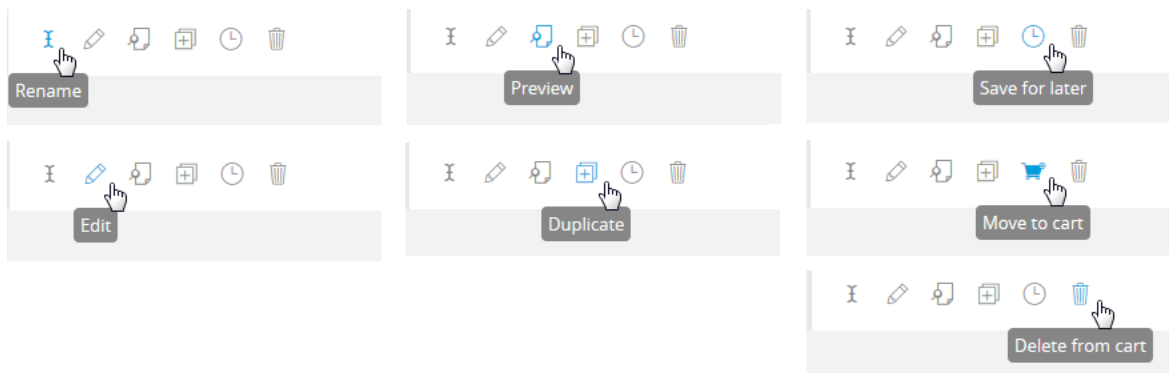 Rename
Preview
Save for later
Edit
Duplicate
Move to cart
Delete from cart